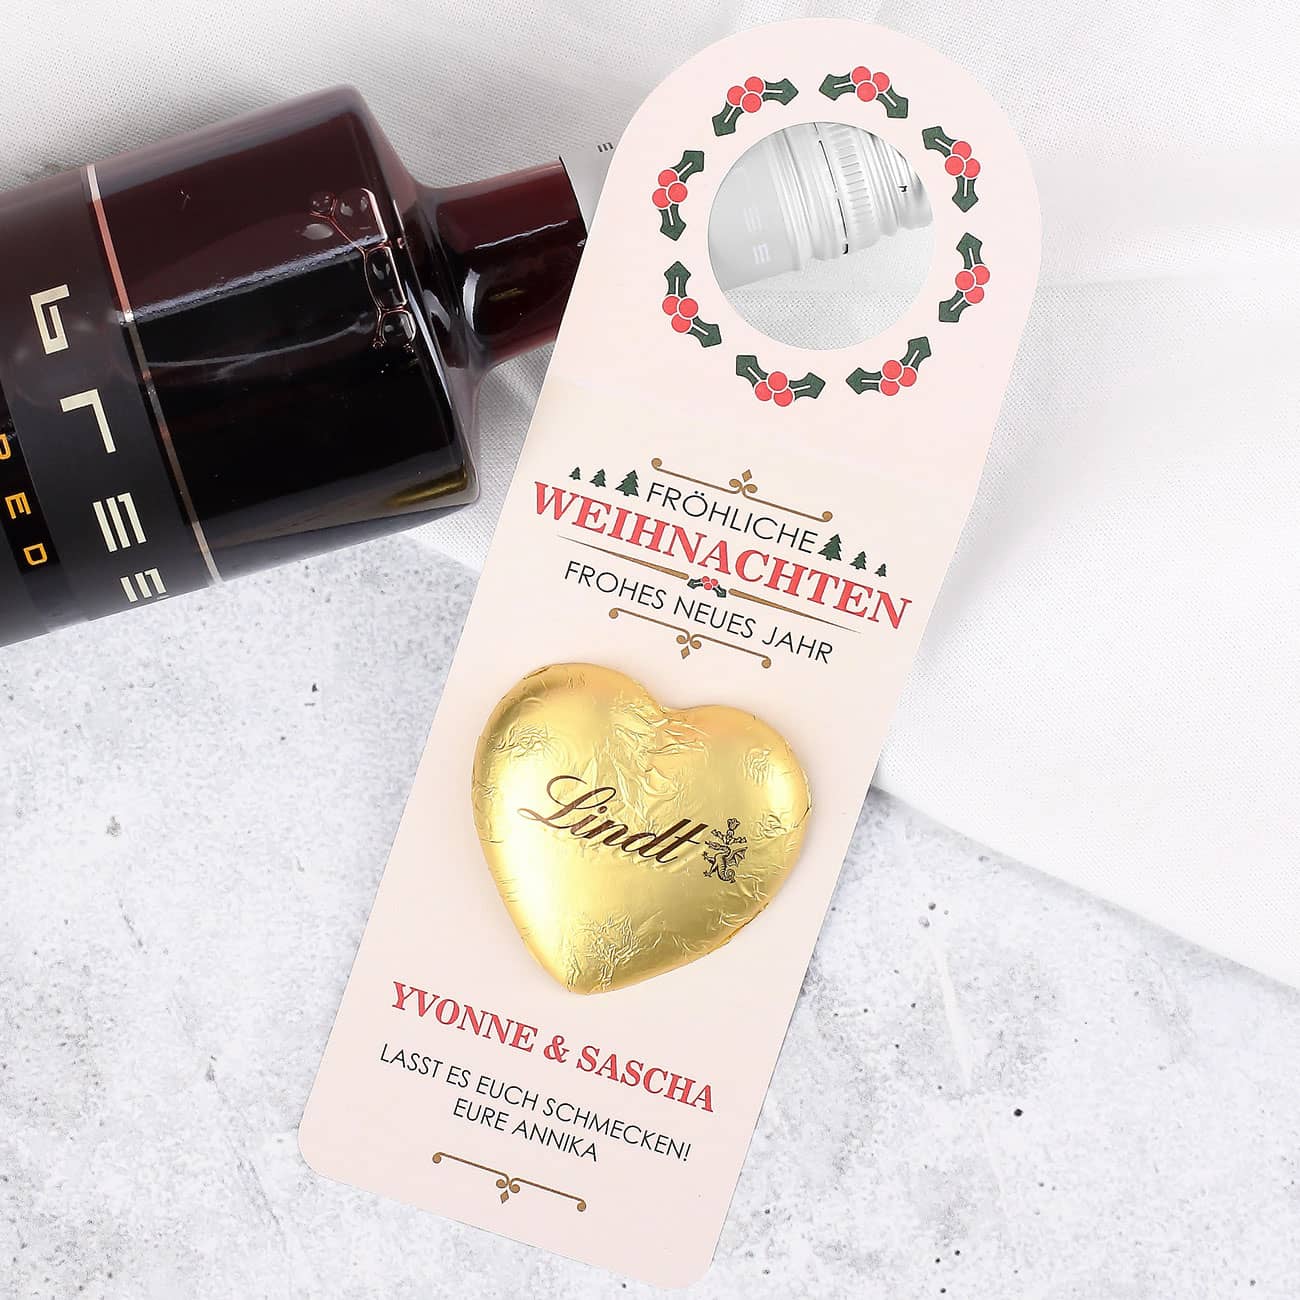 FRÖHLICHE
WEIHNACHTEN
FROHES NEUES JAHR
Lindt
YVONNE & SASCHA
LASST ES EUCH SCHMECKEN!
EURE ANNIKA